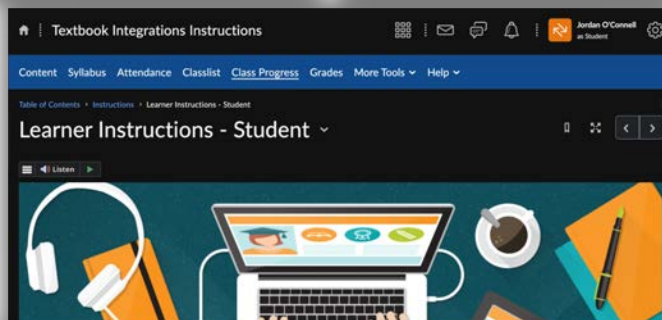 Textbook Integrations Instructions
Jordan O'Connell
as Student
Content Syllabus Attendance Classlist Class Progress Grades More Tools Help
Table of Contents › Instructions › Learner Instructions - Student
Learner Instructions - Student
Listen